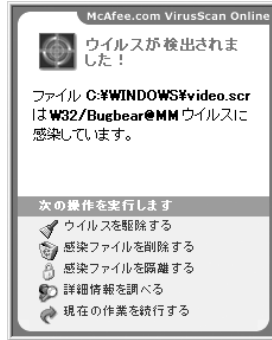 McAfee.com VirusScan Online
ウイルスが検出されま
した！
ファイル C:¥WINDOWS¥video.scr
は W32/Bugbear@MM ウイルスに
感染しています。
次の操作を実行します
ウイルスを駆除する
感染ファイルを削除する
感染ファイルを隔離する
詳細情報を調べる
現在の作業を続行する